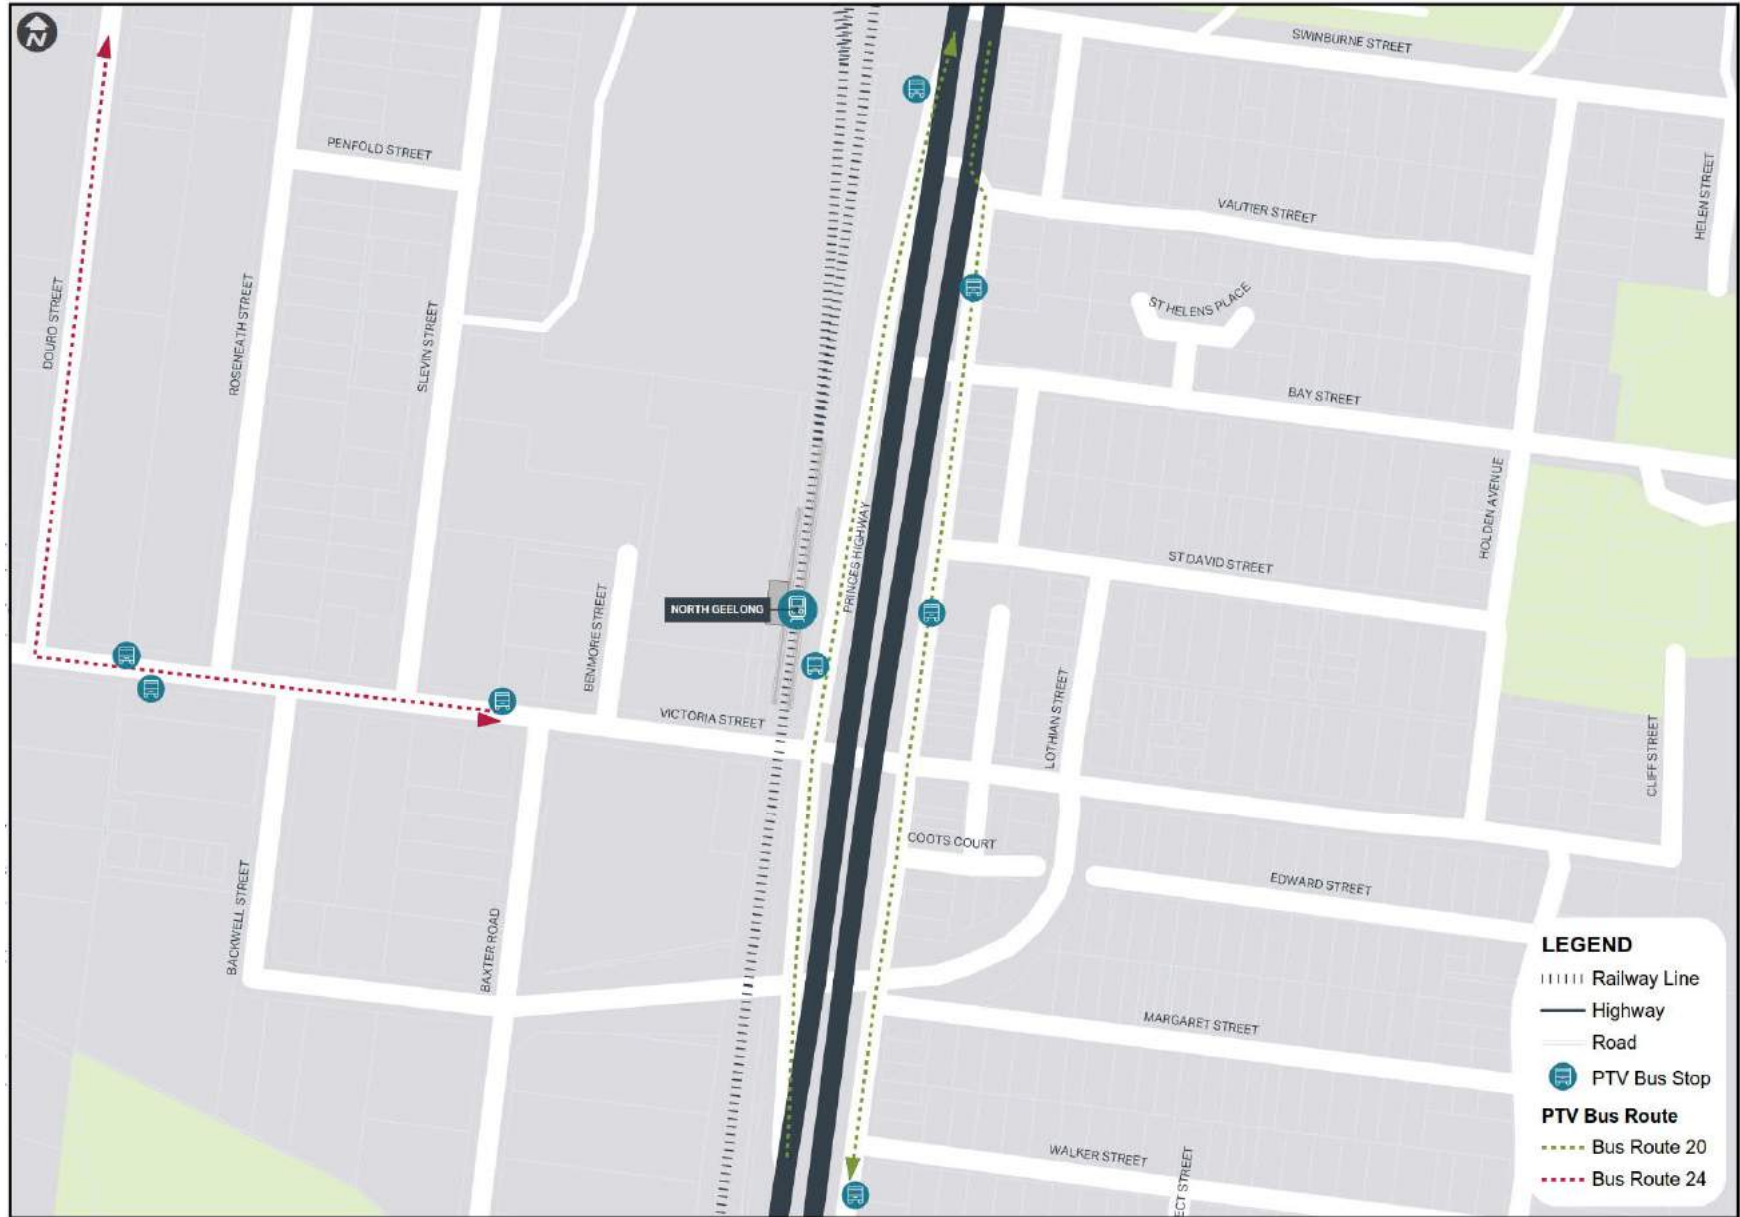 N
SWINBURNE STREET
PENFOLD STREET
HELEN STREET
VAUTIER STREET
DOURO STREET
ROSENEATH STREET
SLEVIN STREET
ST HELENS PLACE
BAY STREET
HOLDEN AVENUE
PRINCES HIGHWAY
ST DAVID STREET
NORTH GEELONG
BENMORE STREET
LOTHIAN STREET
VICTORIA STREET
CLIFF STREET
COOTS COURT
EDWARD STREET
BACKWELL STREET
BAXTER ROAD
MARGARET STREET
WALKER STREET
ECT STREET
LEGEND
Railway Line
Highway
Road
PTV Bus Stop
PTV Bus Route
Bus Route 20
Bus Route 24